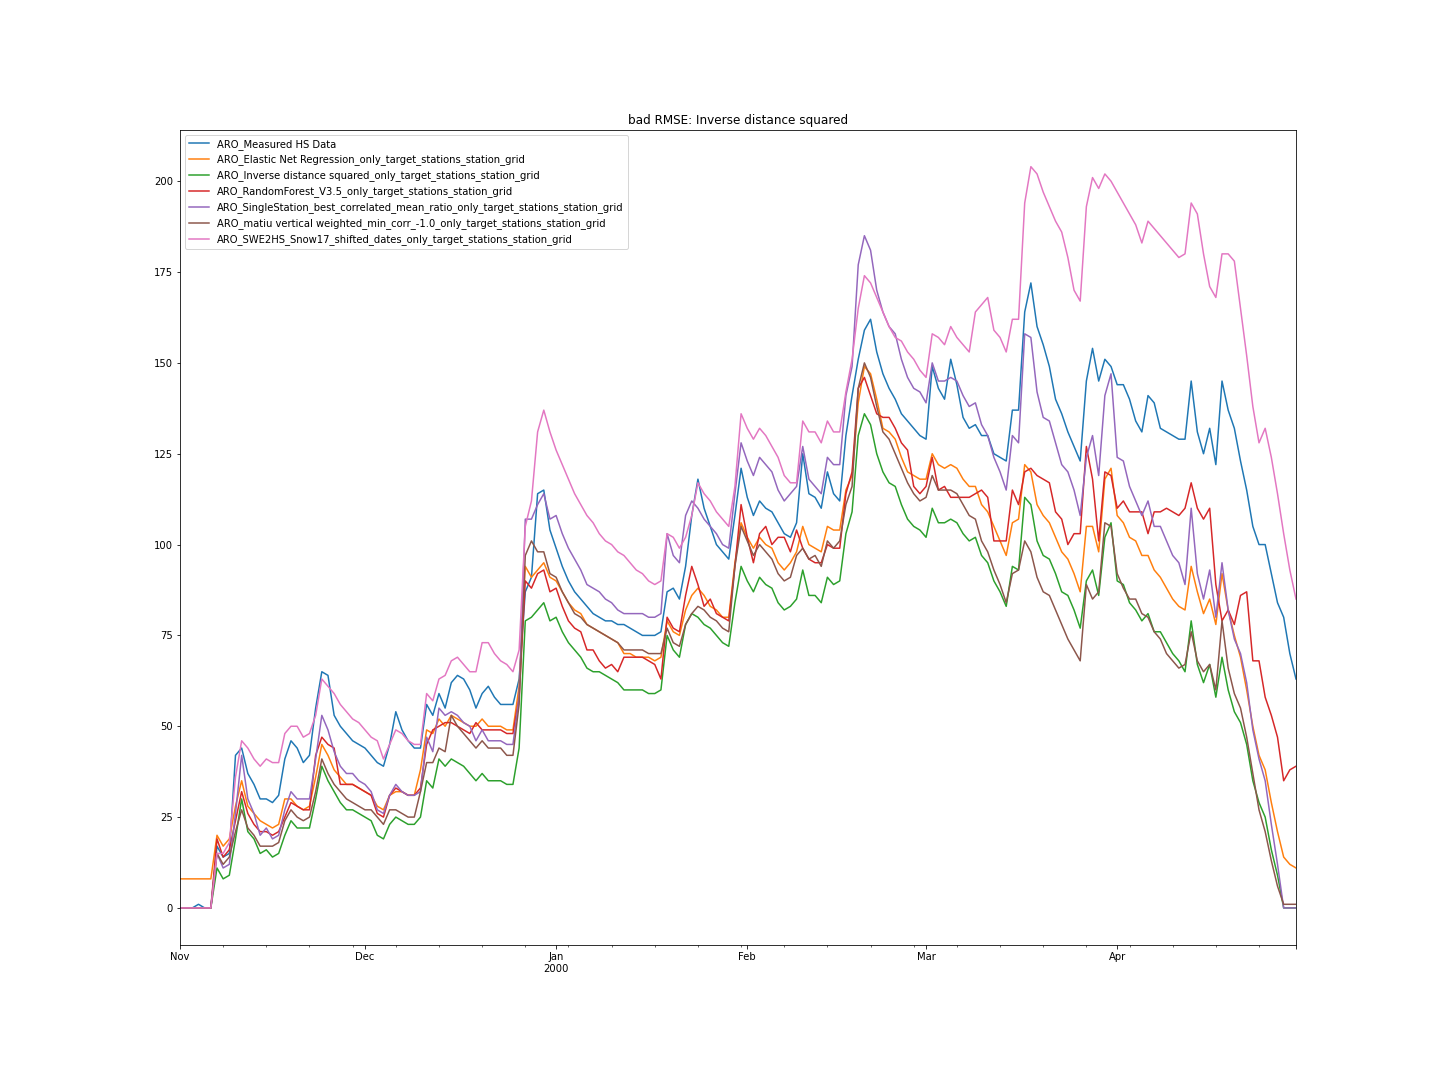 bad RMSE: Inverse distance squared
ARO_Measured HS Data
ARO_Elastic Net Regression_only_target_stations_station_grid
ARO_Inverse distance squared_only_target_stations_station_grid
ARO_RandomForest_V3.5_only_target_stations_station_grid
ARO_SingleStation_best_correlated_mean_ratio_only_target_stations_station_grid
ARO_matiu vertical weighted_min_corr_-1.0_only_target_stations_station_grid
ARO_SWE2HS_Snow17_shifted_dates_only_target_stations_station_grid
200
175
150
125
100
75
50
25
0
Nov Dec Jan Feb Mar Apr
2000